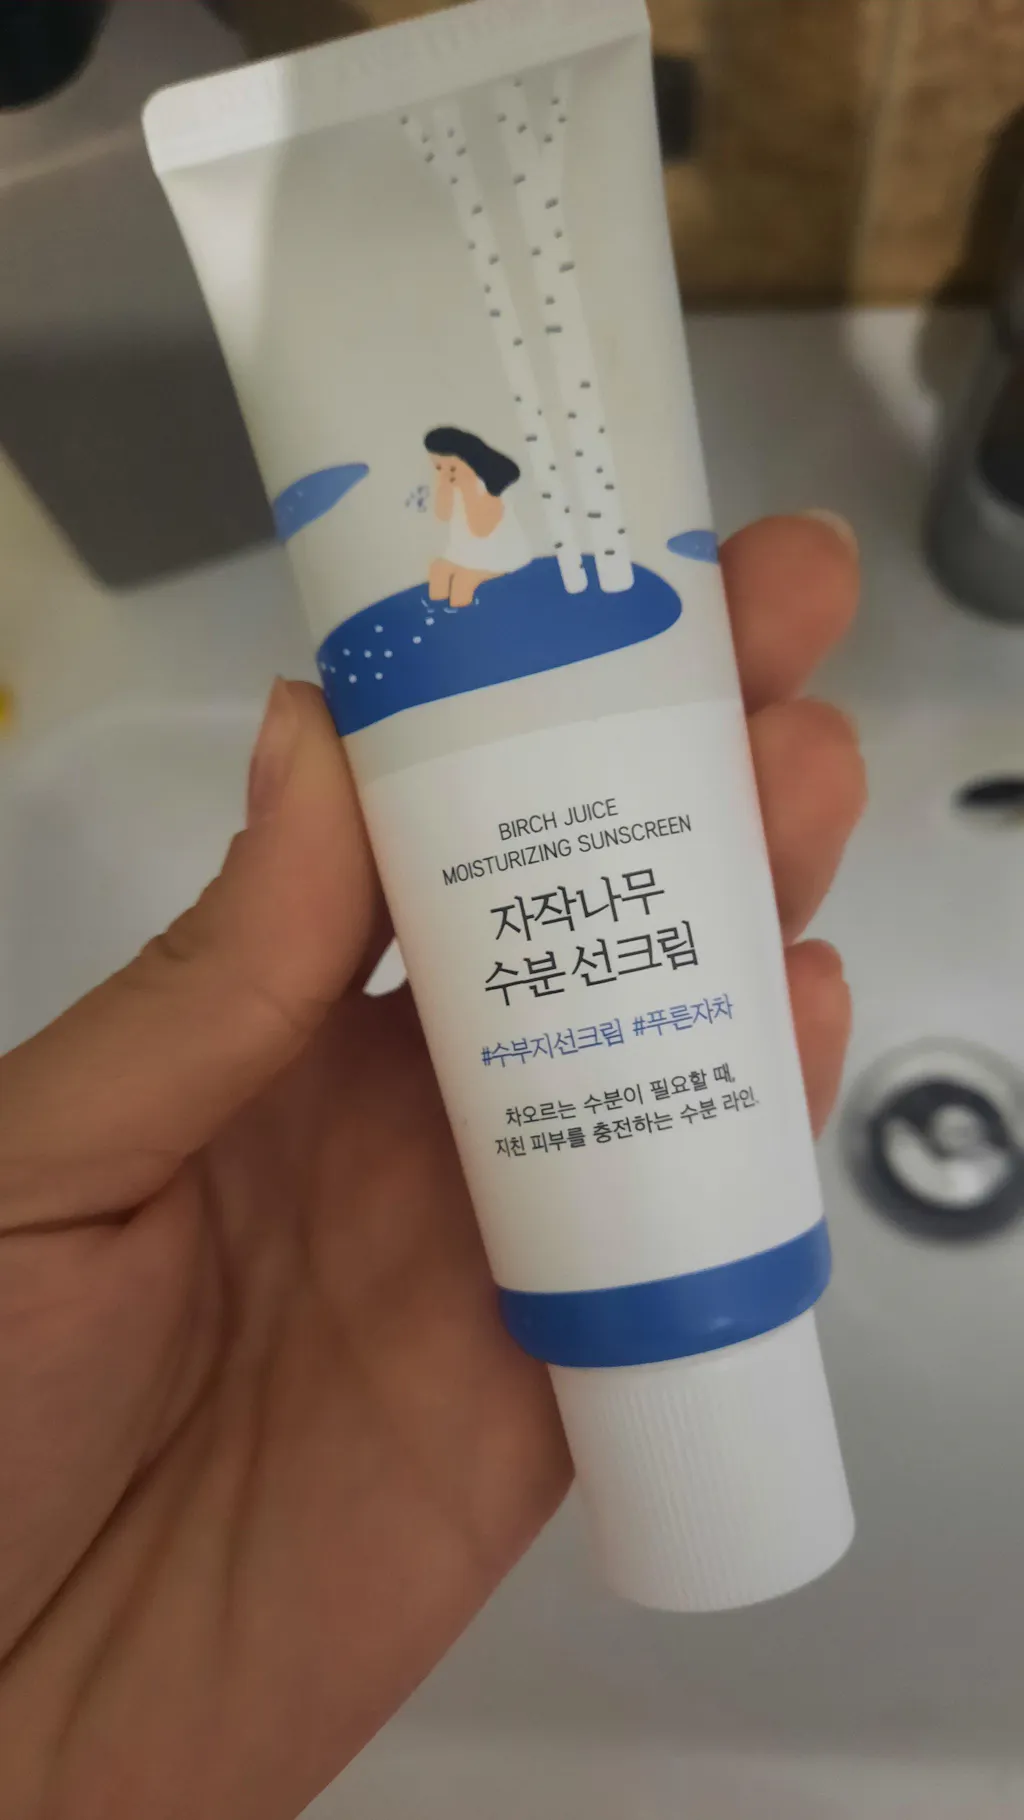 BIRCH JUICE
MOISTURIZING SUNSCREEN
자작나무
수분 선크림
#수부지선크림 #푸른자차
차오르는 수분이 필요할 때,
지친 피부를 충전하는 수분 라인.